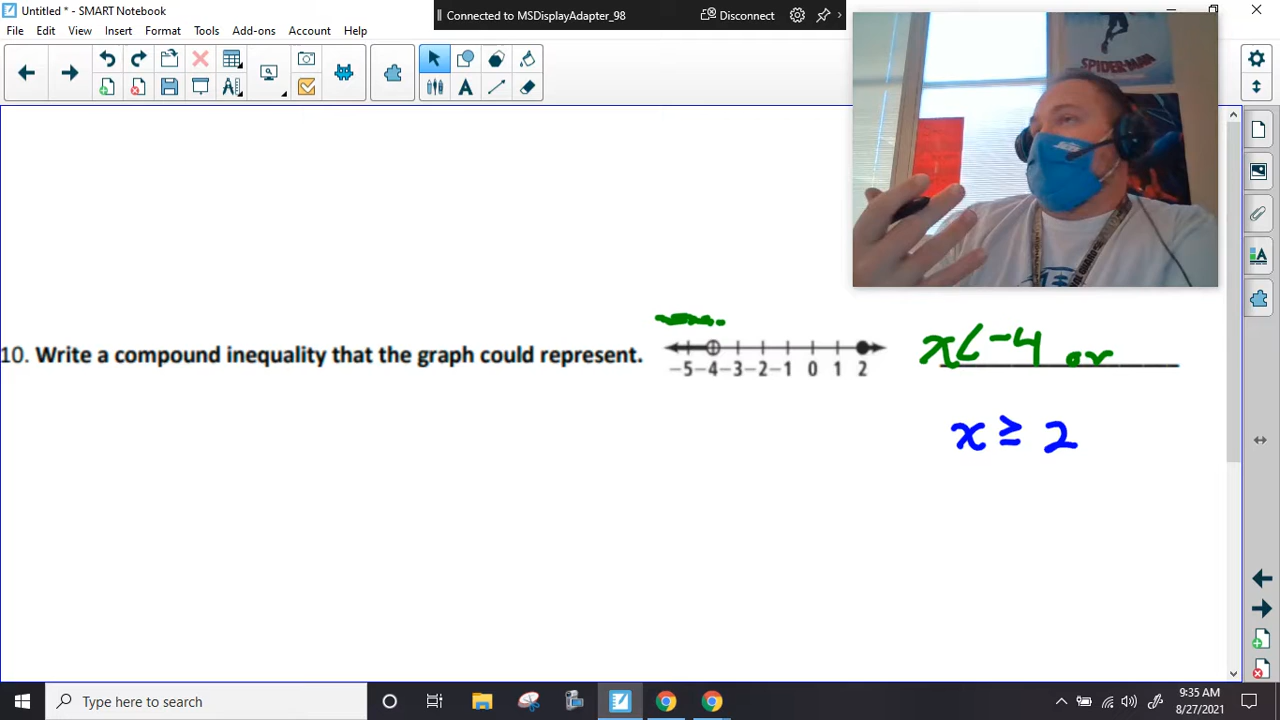 Untitled * - SMART Notebook
Connected to MSDisplayAdapter_98
Disconnect
File Edit View Insert Format Tools Add-ons Account Help
SPIDER-MAN
10. Write a compound inequality that the graph could represent.
-5 -4 -3 -2 -1 0 1 2
x < -4 or
x ≥ 2
Type here to search
9:35 AM
8/27/2021